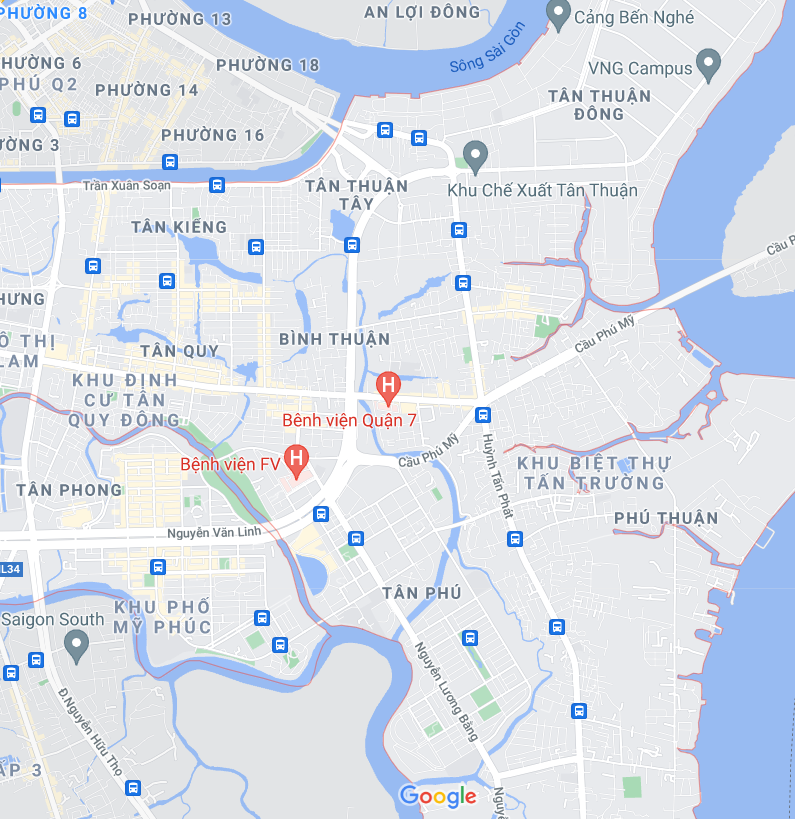 PHƯỜNG 8
PHƯỜNG 13
AN LỢI ĐÔNG
Cảng Bến Nghé
Sông Sài Gòn
PHƯỜNG 6
PHÚ Q2
PHƯỜNG 18
VNG Campus
PHƯỜNG 14
TÂN THUẬN
ĐÔNG
PHƯỜNG 16
ƯỜNG 3
Trần Xuân Soạn
TÂN THUẬN
TÂY
Khu Chế Xuất Tân Thuận
TÂN KIỂNG
Cầu P
HƯNG
Ô THỊ
LAM
BÌNH THUẬN
Cầu Phú Mỹ
TÂN QUY
KHU ĐỊNH
CƯ TÂN
QUY ĐÔNG
H
Bệnh viện Quận 7
Bệnh viện FV
H
Cầu Phú Mỹ
Huỳnh Tấn Phát
KHU BIỆT THỰ
TẤN TRƯỜNG
TÂN PHONG
PHÚ THUẬN
Nguyễn Văn Linh
L34
TÂN PHÚ
KHU PHỐ
MỸ PHÚC
Saigon South
Nguyễn Lương Bằng
Đ.Nguyễn Hữu Thọ
ẤP 3
Google
Nguyễ